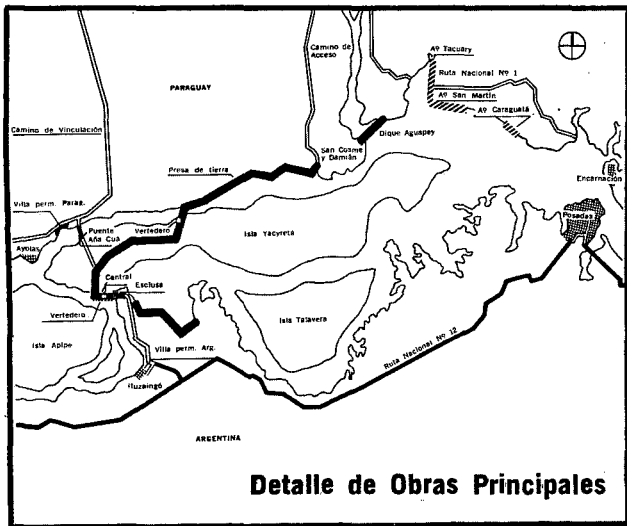 Aº Tacuary
Camino de
Acceso
Ruta Nacional Nº 1
PARAGUAY
Aº San Martín
Aº Caraguatá
Camino de Vinculación
Dique Aguapey
San Cosme
y Damián
Presa de tierra
Encarnación
Villa perm. Parag.
Posadas
Puente
Aña Cuá
Vertedero
Isla Yacyretá
Ayolas
Central
Esclusa
Vertedero
Isla Talavera
Isla Apipe
Villa perm. Arg.
Ruta Nacional Nº 12
Ituzaingó
ARGENTINA
Detalle de Obras Principales